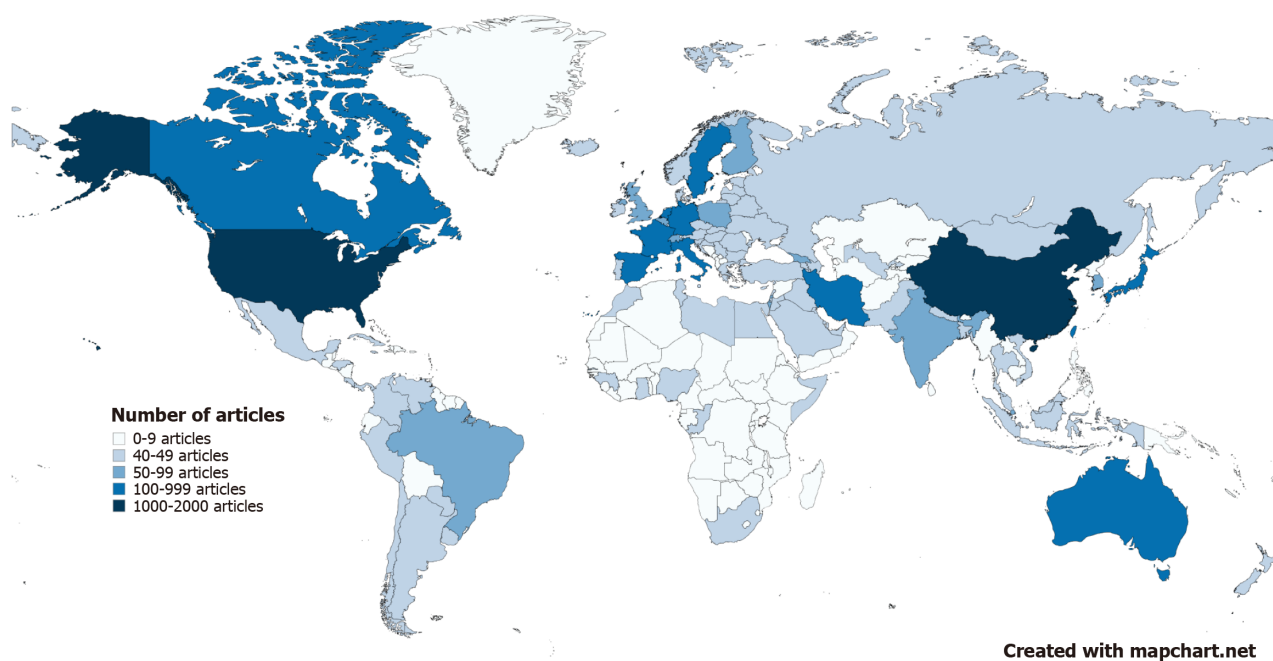 Number of articles
0-9 articles
40-49 articles
50-99 articles
100-999 articles
1000-2000 articles
Created with mapchart.net